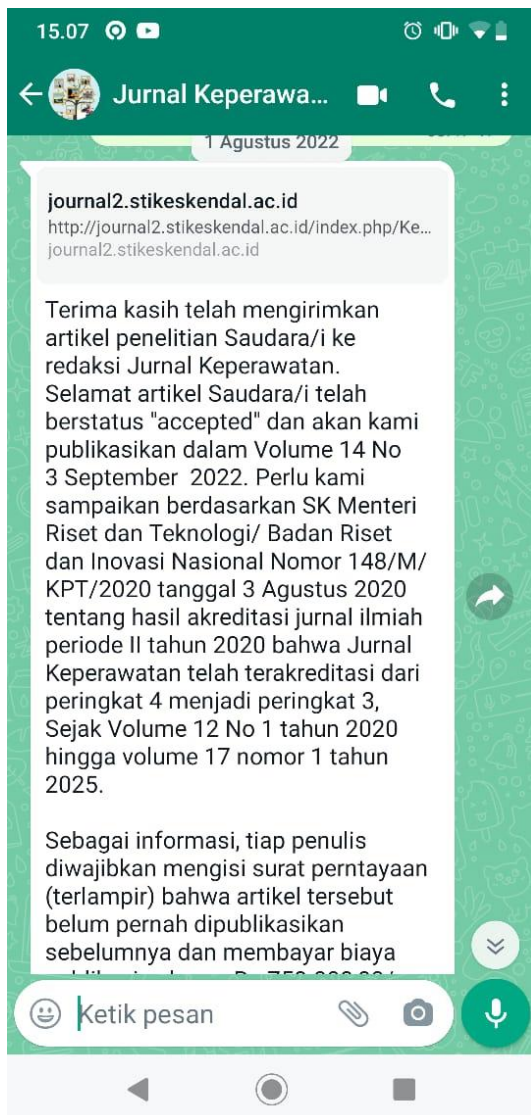 15.07
Jurnal Keperawa...
1 Agustus 2022
journal2.stikeskendal.ac.id
http://journal2.stikeskendal.ac.id/index.php/Ke...
journal2.stikeskendal.ac.id
Terima kasih telah mengirimkan
artikel penelitian Saudara/i ke
redaksi Jurnal Keperawatan.
Selamat artikel Saudara/i telah
berstatus "accepted" dan akan kami
publikasikan dalam Volume 14 No
3 September 2022. Perlu kami
sampaikan berdasarkan SK Menteri
Riset dan Teknologi/ Badan Riset
dan Inovasi Nasional Nomor 148/M/
KPT/2020 tanggal 3 Agustus 2020
tentang hasil akreditasi jurnal ilmiah
periode II tahun 2020 bahwa Jurnal
Keperawatan telah terakreditasi dari
peringkat 4 menjadi peringkat 3,
Sejak Volume 12 No 1 tahun 2020
hingga volume 17 nomor 1 tahun
2025.
Sebagai informasi, tiap penulis
diwajibkan mengisi surat perntayaan
(terlampir) bahwa artikel tersebut
belum pernah dipublikasikan
sebelumnya dan membayar biaya
Ketik pesan